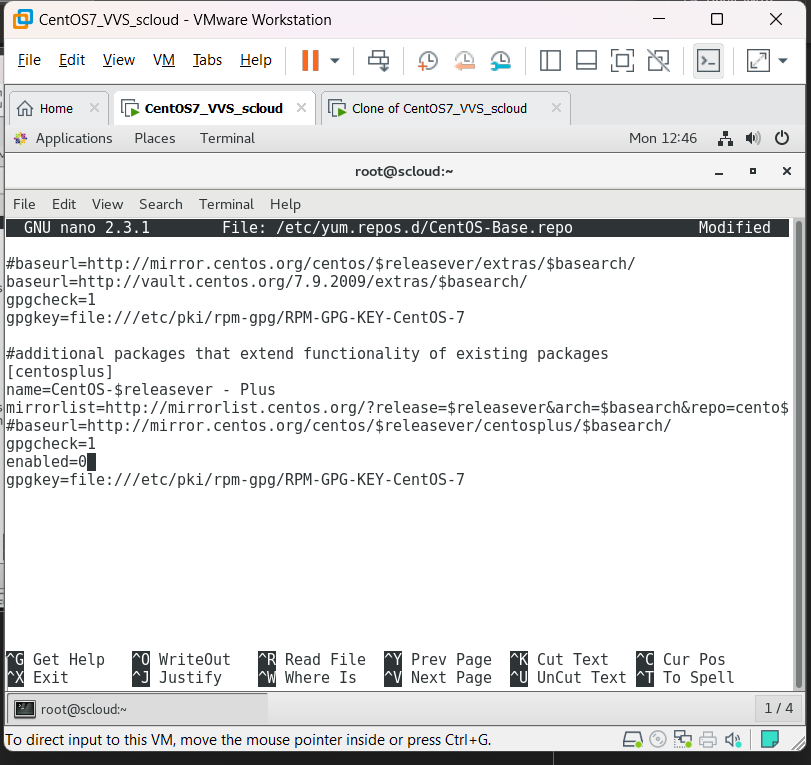 CentOS7_VVS_scloud - VMware Workstation
File Edit View VM Tabs Help
Home CentOS7_VVS_scloud Clone of CentOS7_VVS_scloud
Applications Places Terminal Mon 12:46
root@scloud:~
File Edit View Search Terminal Help
GNU nano 2.3.1 File: /etc/yum.repos.d/CentOS-Base.repo Modified
#baseurl=http://mirror.centos.org/centos/$releasever/extras/$basearch/
baseurl=http://vault.centos.org/7.9.2009/extras/$basearch/
gpgcheck=1
gpgkey=file:///etc/pki/rpm-gpg/RPM-GPG-KEY-CentOS-7
#additional packages that extend functionality of existing packages
[centosplus]
name=CentOS-$releasever - Plus
mirrorlist=http://mirrorlist.centos.org/?release=$releasever&arch=$basearch&repo=cento$
#baseurl=http://mirror.centos.org/centos/$releasever/centosplus/$basearch/
gpgcheck=1
enabled=0
gpgkey=file:///etc/pki/rpm-gpg/RPM-GPG-KEY-CentOS-7
^G Get Help ^O WriteOut ^R Read File ^Y Prev Page ^K Cut Text ^C Cur Pos
^X Exit ^J Justify ^W Where Is ^V Next Page ^U UnCut Text ^T To Spell
root@scloud:~ 1 / 4
To direct input to this VM, move the mouse pointer inside or press Ctrl+G.